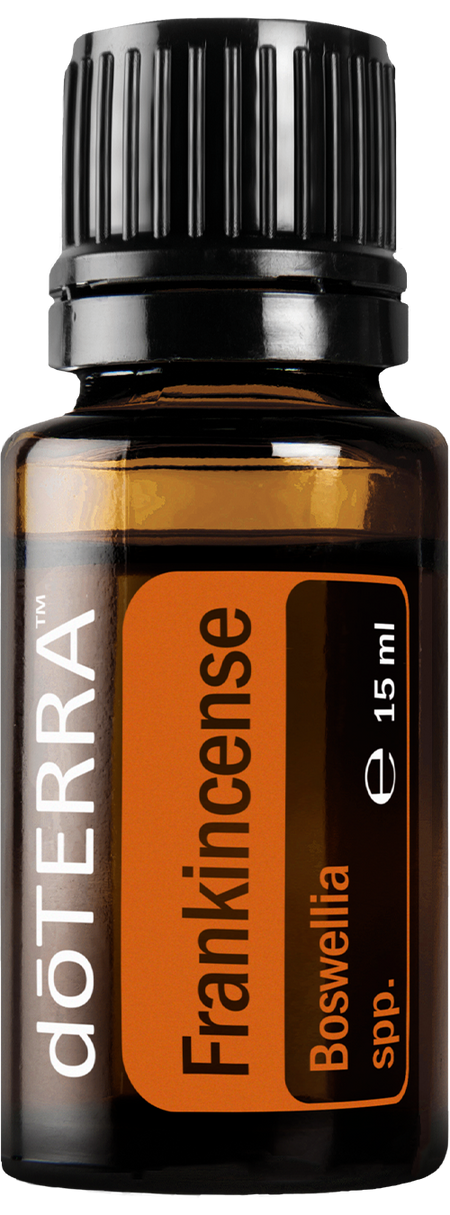 dōTERRA™
Frankincense
Boswellia
spp.
℮ 15 ml